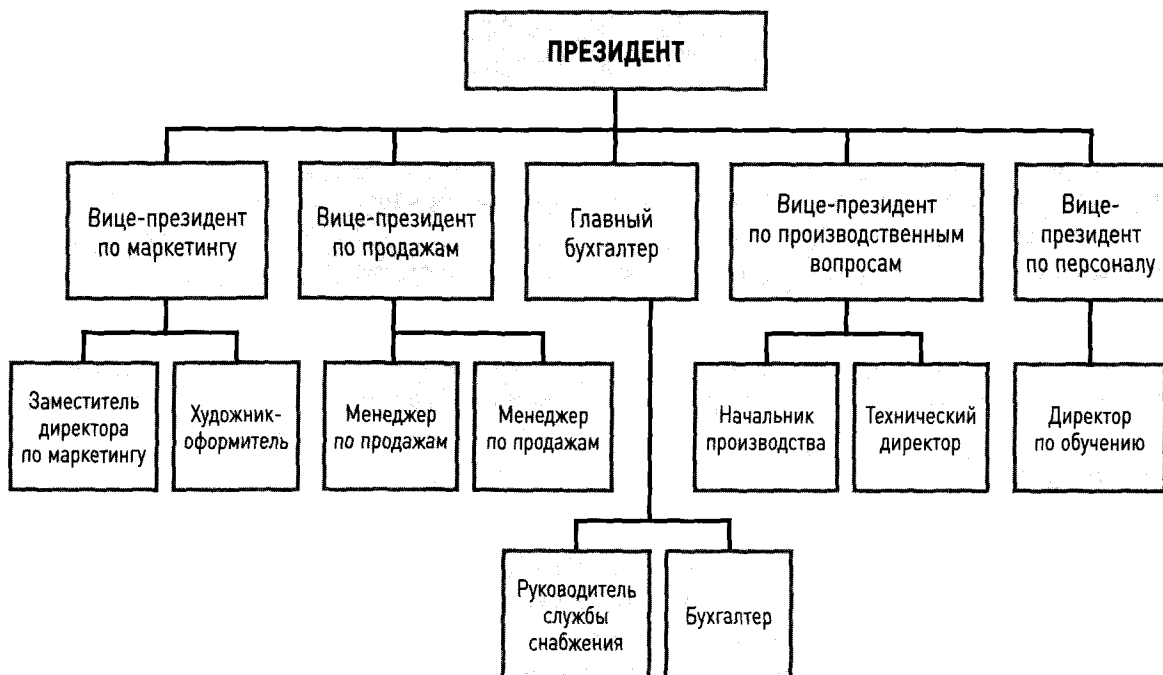 ПРЕЗИДЕНТ
Вице-президент
по маркетингу
Вице-президент
по продажам
Главный
бухгалтер
Вице-президент
по производственным
вопросам
Вице-
президент
по персоналу
Заместитель
директора
по маркетингу
Художник-
оформитель
Менеджер
по продажам
Менеджер
по продажам
Начальник
производства
Технический
директор
Директор
по обучению
Руководитель
службы
снабжения
Бухгалтер